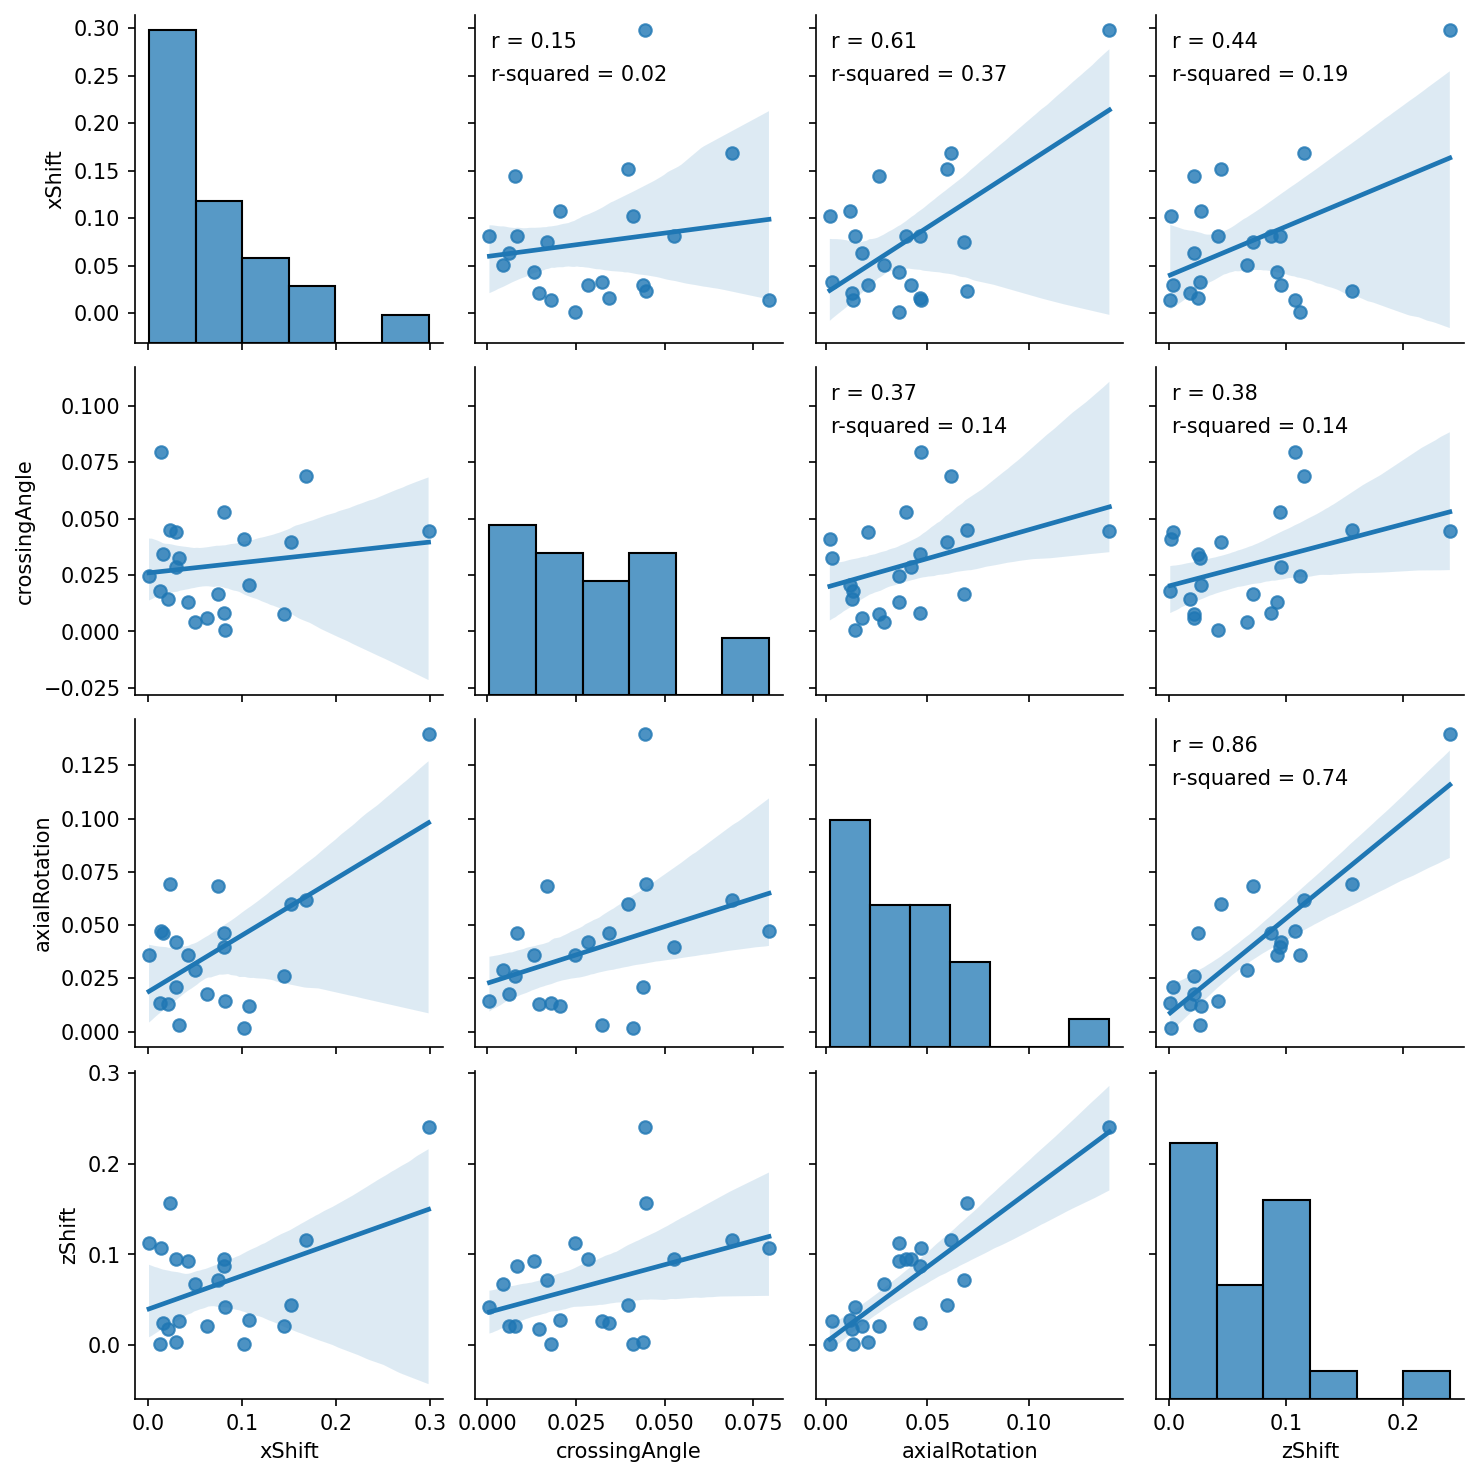 0.30
0.25
0.20
0.15
0.10
0.05
0.00
xShift
r = 0.15
r-squared = 0.02
r = 0.61
r-squared = 0.37
r = 0.44
r-squared = 0.19
0.100
0.075
0.050
0.025
0.000
−0.025
crossingAngle
r = 0.37
r-squared = 0.14
r = 0.38
r-squared = 0.14
0.125
0.100
0.075
0.050
0.025
0.000
axialRotation
r = 0.86
r-squared = 0.74
0.3
0.2
0.1
0.0
zShift
0.0 0.1 0.2 0.3
xShift
0.000 0.025 0.050 0.075
crossingAngle
0.00 0.05 0.10
axialRotation
0.0 0.1 0.2
zShift